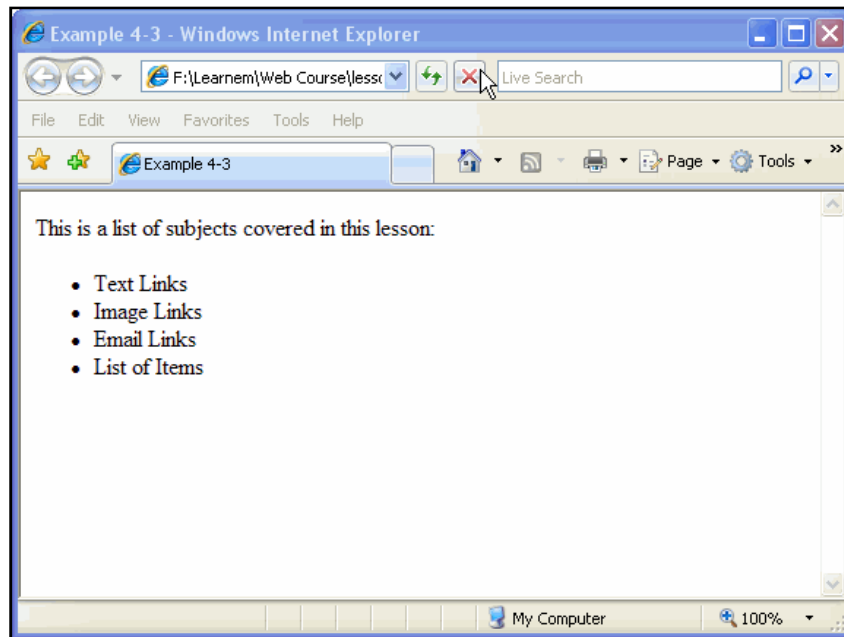 Example 4-3 - Windows Internet Explorer
F:\Learnem\Web Course\less
Live Search
File Edit View Favorites Tools Help
Example 4-3
Page Tools »
This is a list of subjects covered in this lesson:
• Text Links
• Image Links
• Email Links
• List of Items
My Computer 100%